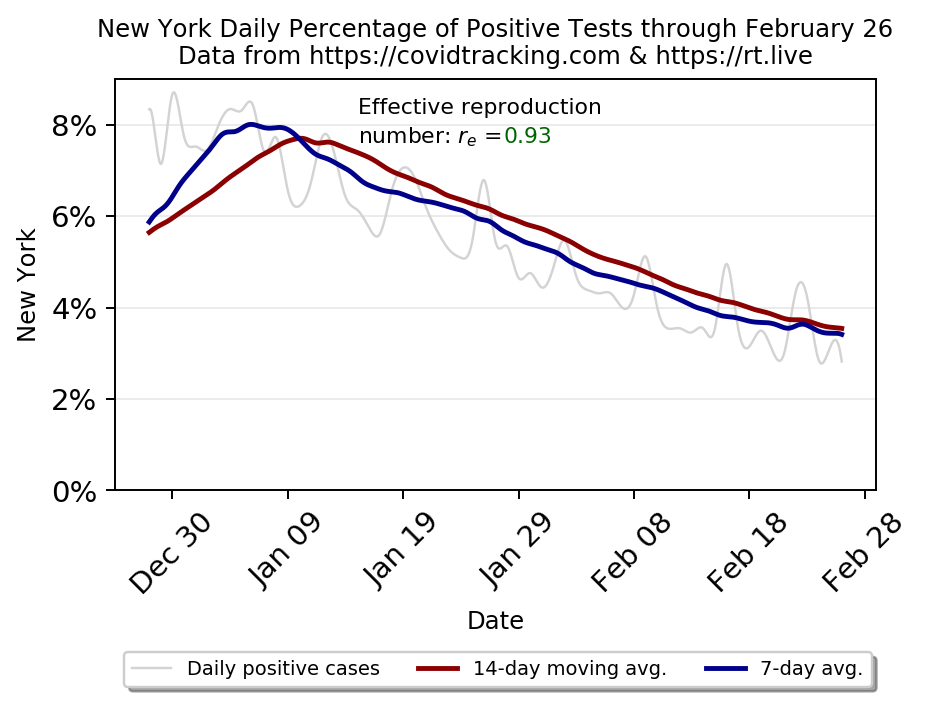 New York Daily Percentage of Positive Tests through February 26
Data from https://covidtracking.com & https://rt.live
Effective reproduction
number: rₑ =0.93
8%
6%
4%
2%
0%
New York
Dec 30
Jan 09
Jan 19
Jan 29
Feb 08
Feb 18
Feb 28
Date
Daily positive cases
14-day moving avg.
7-day avg.